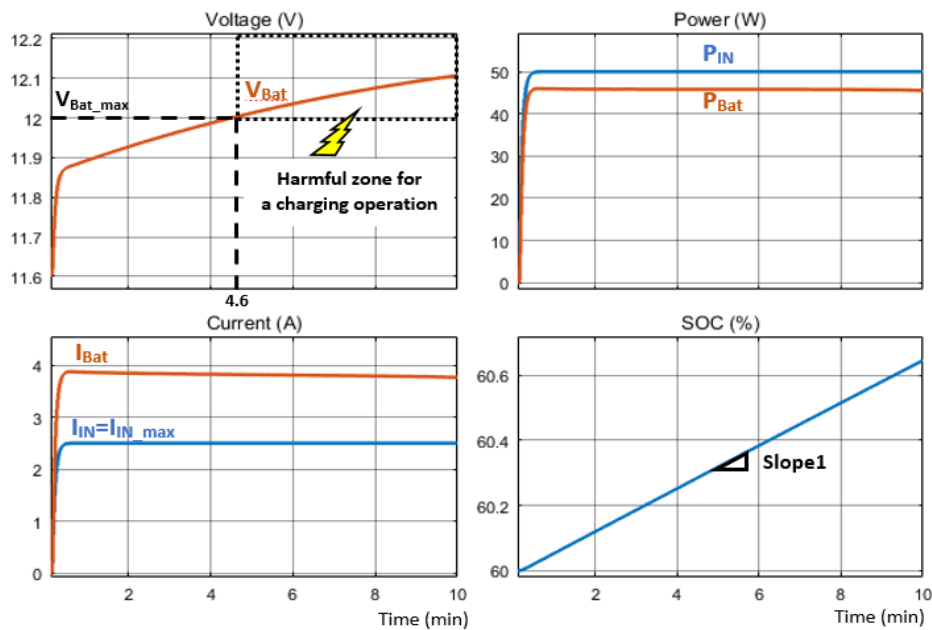 Voltage (V)
12.2
12.1
12
11.9
11.8
11.7
11.6
V_Bat_max
V_Bat
Harmful zone for
a charging operation
4.6
Power (W)
50
40
30
20
10
0
P_IN
P_Bat
Current (A)
4
3
2
1
0
I_Bat
I_IN=I_IN_max
2
4
6
8
10
Time (min)
SOC (%)
60.6
60.4
60.2
60
Slope1
2
4
6
8
10
Time (min)